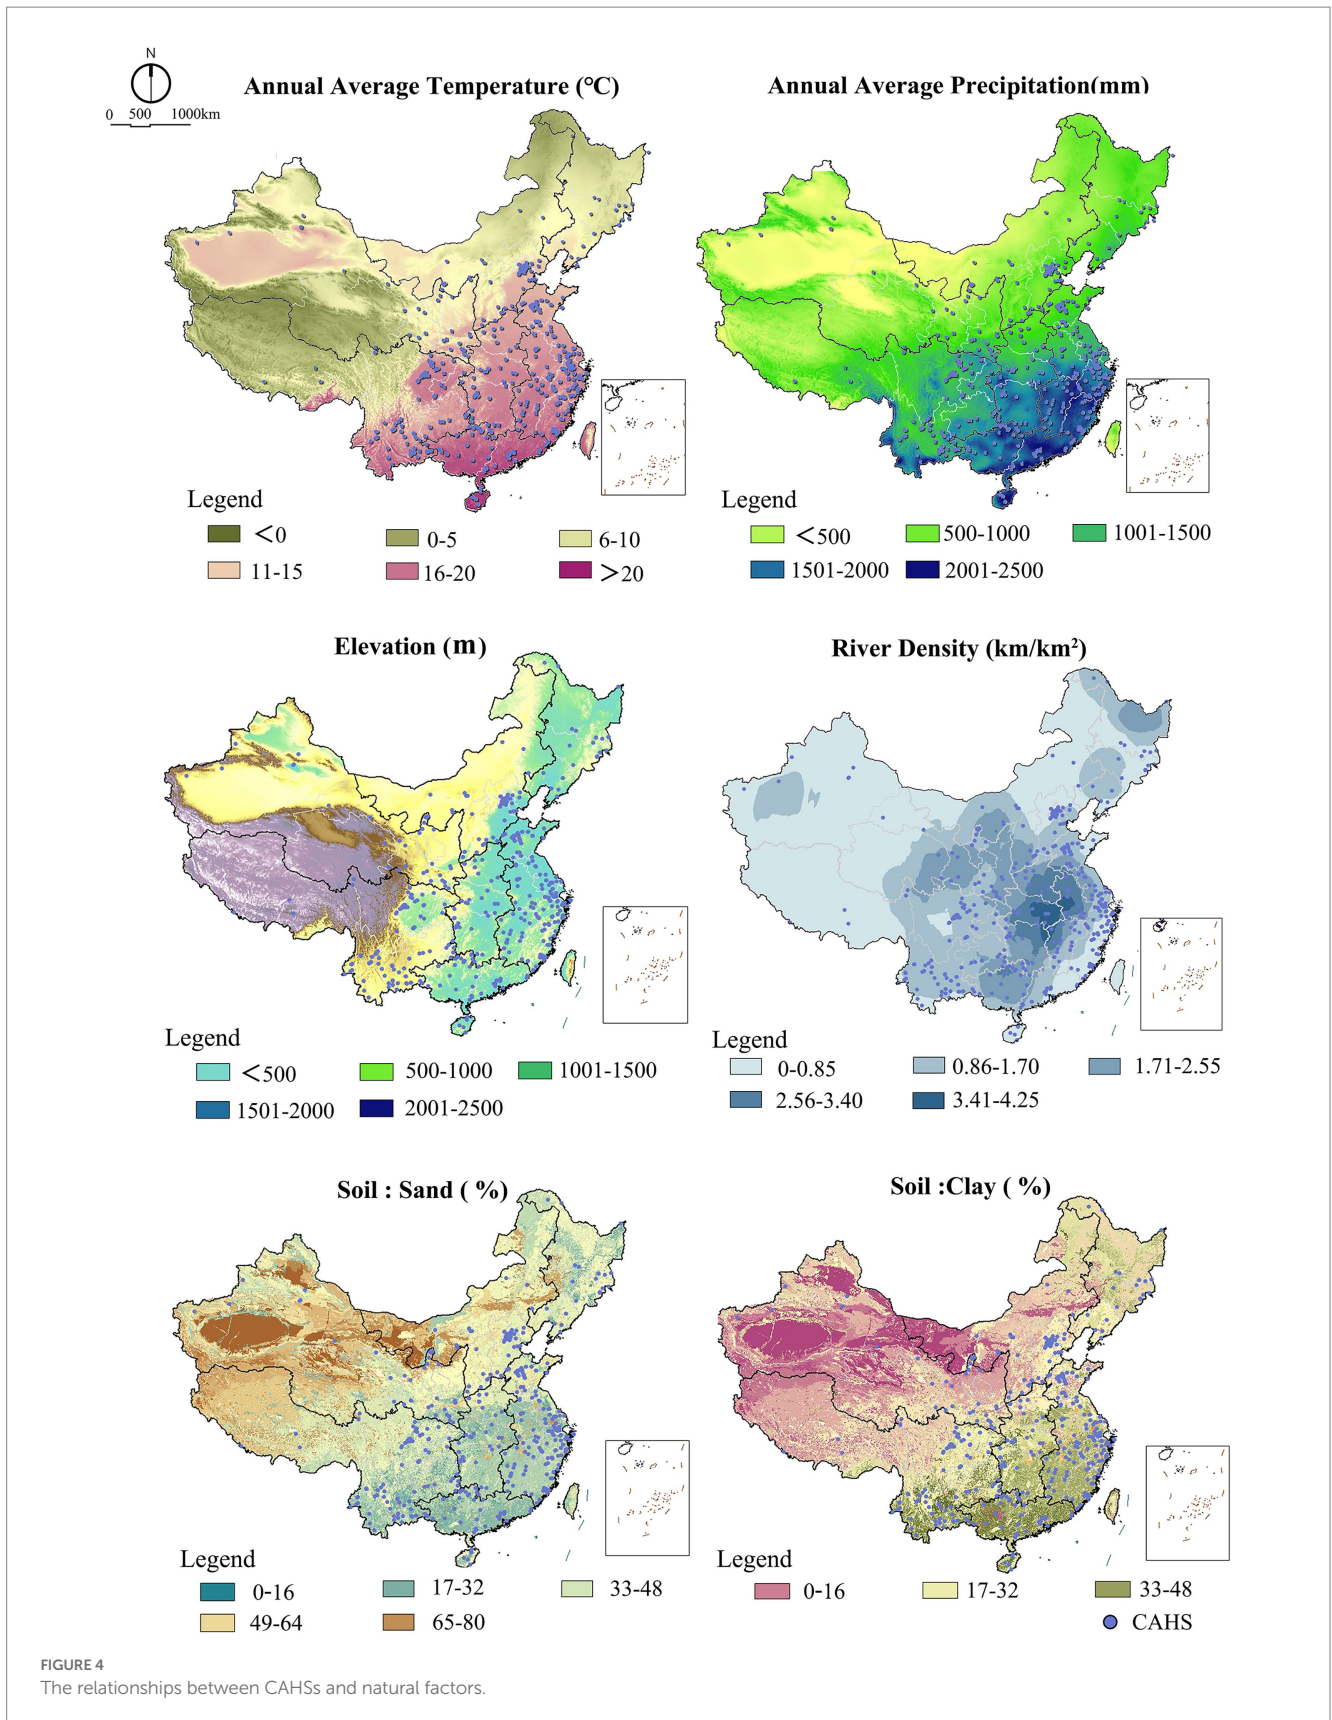 N
0 500 1000km
Annual Average Temperature (℃)
Annual Average Precipitation(mm)
Legend
<0
0-5
6-10
11-15
16-20
>20
Legend
<500
500-1000
1001-1500
1501-2000
2001-2500
Elevation (m)
River Density (km/km²)
Legend
<500
500-1000
1001-1500
1501-2000
2001-2500
Legend
0-0.85
0.86-1.70
1.71-2.55
2.56-3.40
3.41-4.25
Soil : Sand ( %)
Soil :Clay ( %)
Legend
0-16
17-32
33-48
49-64
65-80
Legend
0-16
17-32
33-48
CAHS
FIGURE 4
The relationships between CAHSs and natural factors.